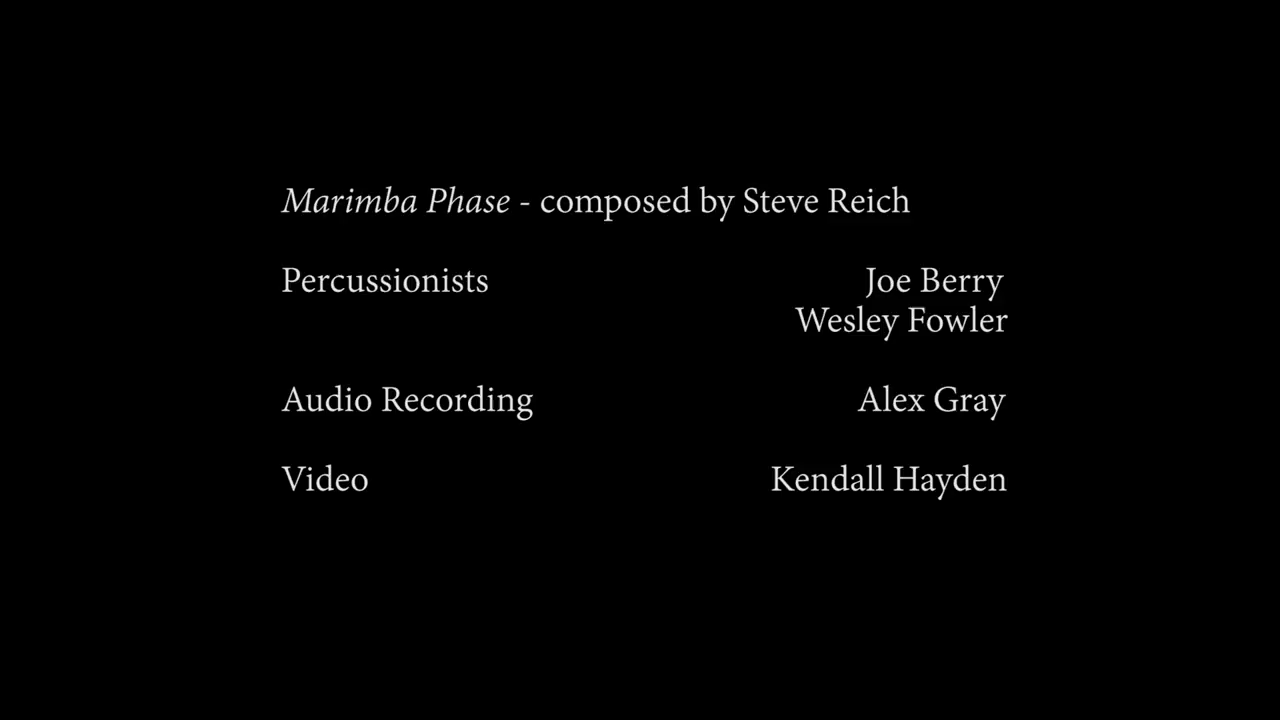 Marimba Phase - composed by Steve Reich
Percussionists Joe Berry
Wesley Fowler
Audio Recording Alex Gray
Video Kendall Hayden